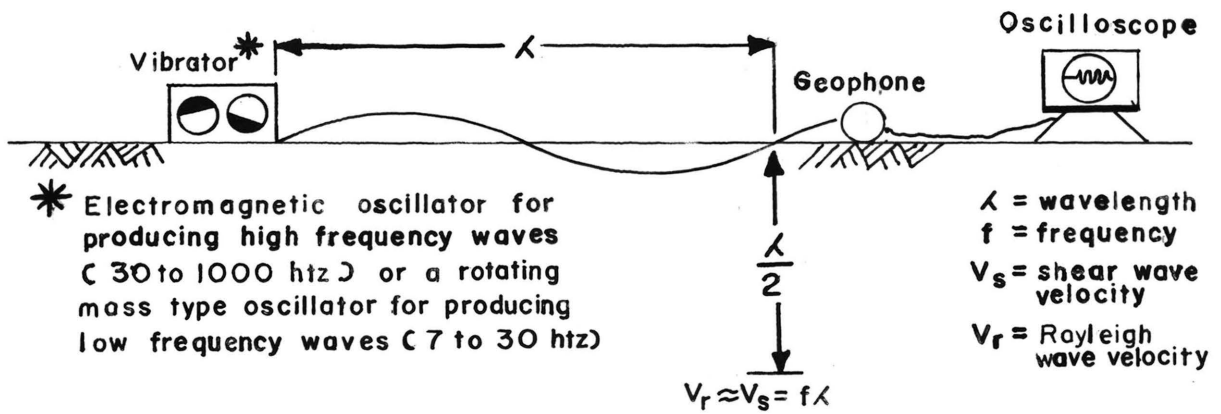 Oscilloscope
Vibrator*
λ
Geophone
* Electromagnetic oscillator for
producing high frequency waves
(30 to 1000 htz) or a rotating
mass type oscillator for producing
low frequency waves (7 to 30 htz)
λ
2
Vr≈Vs = fλ
λ = wavelength
f = frequency
Vs = shear wave
velocity
Vr = Rayleigh
wave velocity